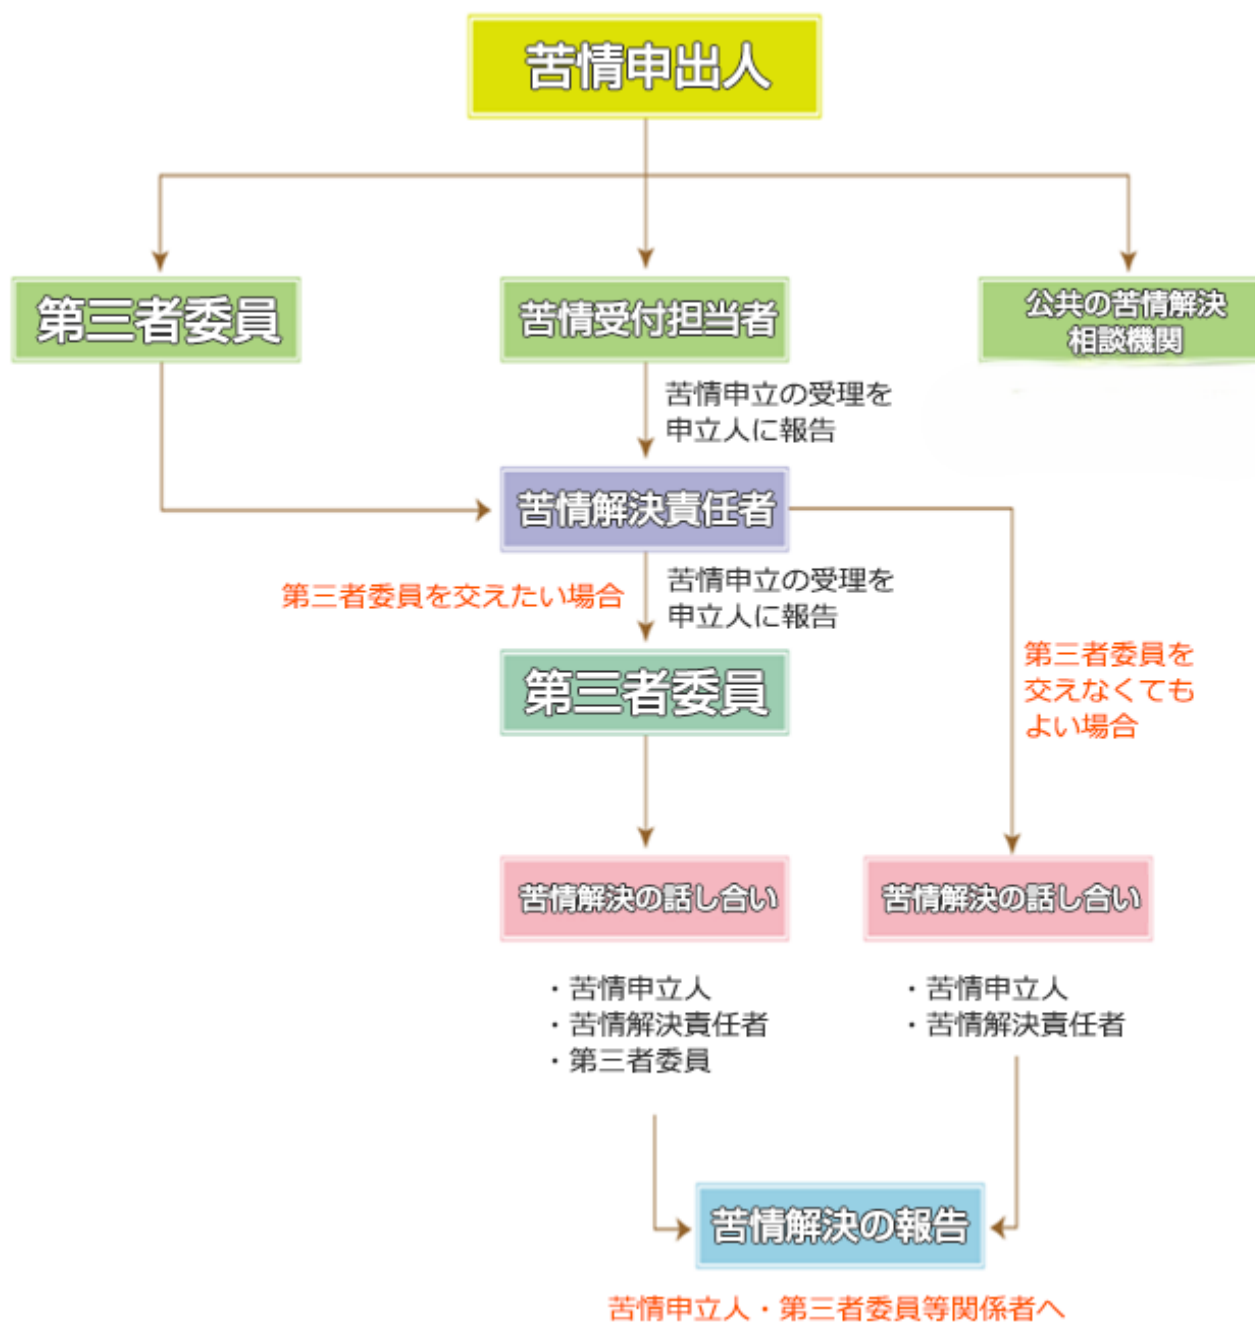 苦情申出人
第三者委員
苦情受付担当者
公共の苦情解決
相談機関
苦情申立の受理を
申立人に報告
苦情解決責任者
第三者委員を交えたい場合
苦情申立の受理を
申立人に報告
第三者委員を
交えなくても
よい場合
第三者委員
苦情解決の話し合い
・苦情申立人
・苦情解決責任者
・第三者委員
苦情解決の話し合い
・苦情申立人
・苦情解決責任者
苦情解決の報告
苦情申立人・第三者委員等関係者へ